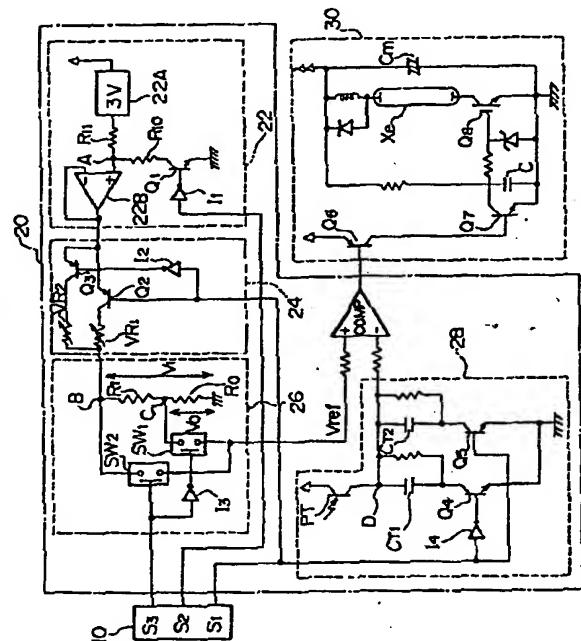 20
22
3V
22A
R11
A
R10
22B
Q1
I1
24
VR2
Q3
VR1
Q2
I2
26
B
R1
Vi
C
R0
Vo
SW2
SW1
I3
10
S3
S2
S1
Vref
COMP
28
PT
D
CT1
CT2
Q4
Q5
I4
30
Cm
Xe
Q8
Q6
Q7
C